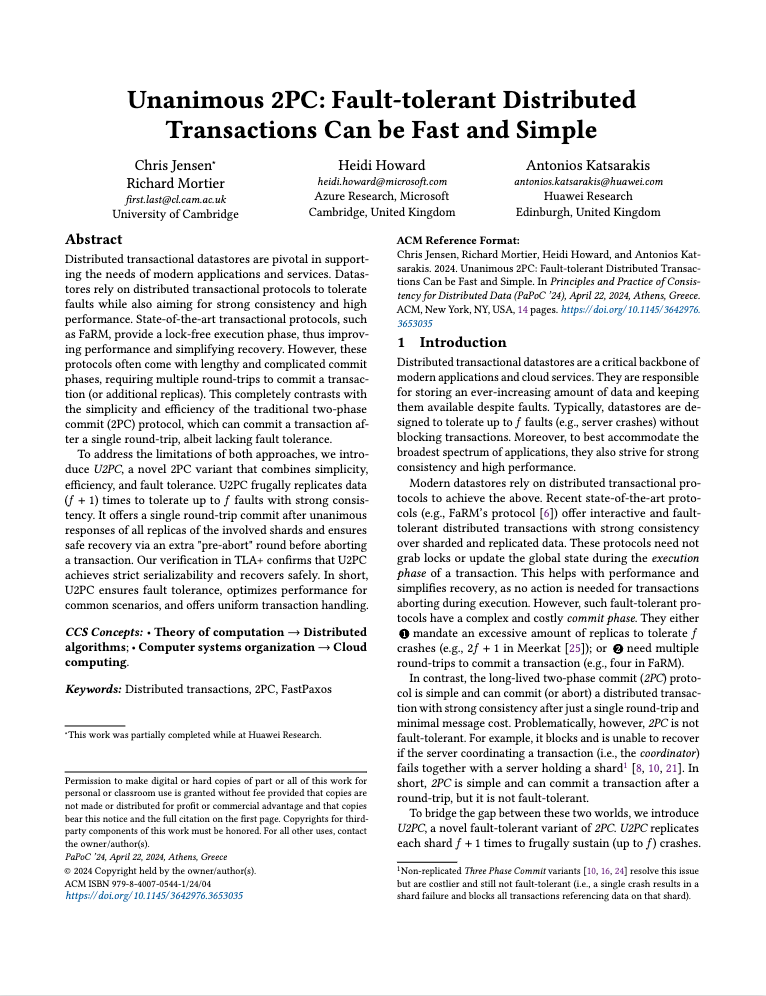 Unanimous 2PC: Fault-tolerant Distributed
Transactions Can be Fast and Simple
Chris Jensen*
Richard Mortier
first.last@cl.cam.ac.uk
University of Cambridge
Heidi Howard
heidi.howard@microsoft.com
Azure Research, Microsoft
Cambridge, United Kingdom
Antonios Katsarakis
antonios.katsarakis@huawei.com
Huawei Research
Edinburgh, United Kingdom
Abstract
Distributed transactional datastores are pivotal in support-
ing the needs of modern applications and services. Datas-
tores rely on distributed transactional protocols to tolerate
faults while also aiming for strong consistency and high
performance. State-of-the-art transactional protocols, such
as FaRM, provide a lock-free execution phase, thus improv-
ing performance and simplifying recovery. However, these
protocols often come with lengthy and complicated commit
phases, requiring multiple round-trips to commit a transac-
tion (or additional replicas). This completely contrasts with
the simplicity and efficiency of the traditional two-phase
commit (2PC) protocol, which can commit a transaction af-
ter a single round-trip, albeit lacking fault tolerance.
To address the limitations of both approaches, we intro-
duce U2PC, a novel 2PC variant that combines simplicity,
efficiency, and fault tolerance. U2PC frugally replicates data
(f + 1) times to tolerate up to f faults with strong consis-
tency. It offers a single round-trip commit after unanimous
responses of all replicas of the involved shards and ensures
safe recovery via an extra "pre-abort" round before aborting
a transaction. Our verification in TLA+ confirms that U2PC
achieves strict serializability and recovers safely. In short,
U2PC ensures fault tolerance, optimizes performance for
common scenarios, and offers uniform transaction handling.
CCS Concepts: • Theory of computation → Distributed
algorithms; • Computer systems organization → Cloud
computing.
Keywords: Distributed transactions, 2PC, FastPaxos
*This work was partially completed while at Huawei Research.
Permission to make digital or hard copies of part or all of this work for
personal or classroom use is granted without fee provided that copies are
not made or distributed for profit or commercial advantage and that copies
bear this notice and the full citation on the first page. Copyrights for third-
party components of this work must be honored. For all other uses, contact
the owner/author(s).
PaPoC '24, April 22, 2024, Athens, Greece
© 2024 Copyright held by the owner/author(s).
ACM ISBN 979-8-4007-0544-1/24/04
https://doi.org/10.1145/3642976.3653035
ACM Reference Format:
Chris Jensen, Richard Mortier, Heidi Howard, and Antonios Kat-
sarakis. 2024. Unanimous 2PC: Fault-tolerant Distributed Transac-
tions Can be Fast and Simple. In Principles and Practice of Consis-
tency for Distributed Data (PaPoC '24), April 22, 2024, Athens, Greece.
ACM, New York, NY, USA, 14 pages. https://doi.org/10.1145/3642976.
3653035
1 Introduction
Distributed transactional datastores are a critical backbone of
modern applications and cloud services. They are responsible
for storing an ever-increasing amount of data and keeping
them available despite faults. Typically, datastores are de-
signed to tolerate up to f faults (e.g., server crashes) without
blocking transactions. Moreover, to best accommodate the
broadest spectrum of applications, they also strive for strong
consistency and high performance.
Modern datastores rely on distributed transactional pro-
tocols to achieve the above. Recent state-of-the-art proto-
cols (e.g., FaRM's protocol [6]) offer interactive and fault-
tolerant distributed transactions with strong consistency
over sharded and replicated data. These protocols need not
grab locks or update the global state during the execution
phase of a transaction. This helps with performance and
simplifies recovery, as no action is needed for transactions
aborting during execution. However, such fault-tolerant pro-
tocols have a complex and costly commit phase. They either
❶ mandate an excessive amount of replicas to tolerate f
crashes (e.g., 2f + 1 in Meerkat [25]); or ❷ need multiple
round-trips to commit a transaction (e.g., four in FaRM).
In contrast, the long-lived two-phase commit (2PC) proto-
col is simple and can commit (or abort) a distributed transac-
tion with strong consistency after just a single round-trip and
minimal message cost. Problematically, however, 2PC is not
fault-tolerant. For example, it blocks and is unable to recover
if the server coordinating a transaction (i.e., the coordinator)
fails together with a server holding a shard¹ [8, 10, 21]. In
short, 2PC is simple and can commit a transaction after a
round-trip, but it is not fault-tolerant.
To bridge the gap between these two worlds, we introduce
U2PC, a novel fault-tolerant variant of 2PC. U2PC replicates
each shard f + 1 times to frugally sustain (up to f) crashes.
¹Non-replicated Three Phase Commit variants [10, 16, 24] resolve this issue
but are costlier and still not fault-tolerant (i.e., a single crash results in a
shard failure and blocks all transactions referencing data on that shard).